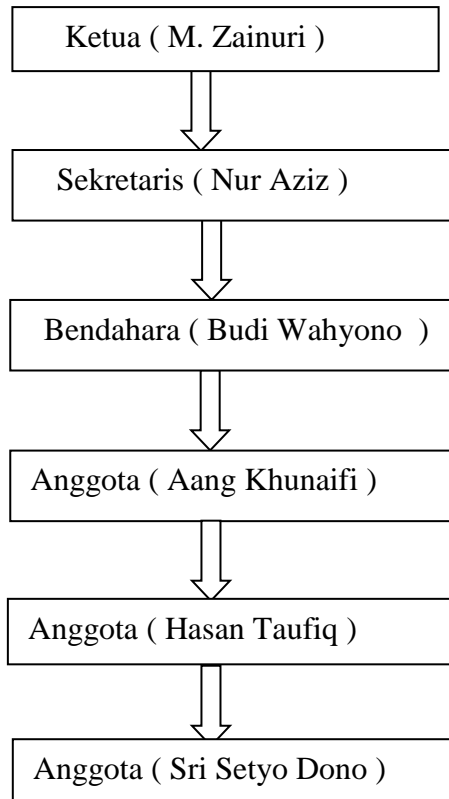 Ketua ( M. Zainuri )
Sekretaris ( Nur Aziz )
Bendahara ( Budi Wahyono  )
Anggota ( Aang Khunaifi )
Anggota ( Hasan Taufiq )
Anggota ( Sri Setyo Dono )